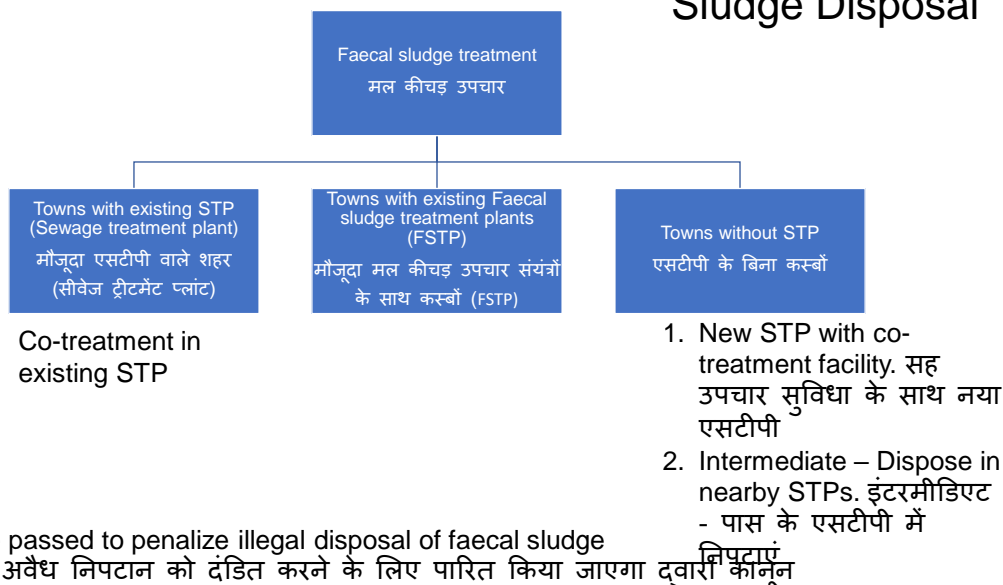 Sludge Disposal
Faecal sludge treatment
मल कीचड़ उपचार
Towns with existing STP
(Sewage treatment plant)
मौजूदा एसटीपी वाले शहर
(सीवेज ट्रीटमेंट प्लांट)
Towns with existing Faecal
sludge treatment plants
(FSTP)
मौजूदा मल कीचड़ उपचार संयंत्रों
के साथ कस्बों (FSTP)
Towns without STP
एसटीपी के बिना कस्बों
Co-treatment in
existing STP
1. New STP with co-
treatment facility. सह
उपचार सुविधा के साथ नया
एसटीपी
2. Intermediate – Dispose in
nearby STPs. इंटरमीडिएट
- पास के एसटीपी में
निपटाएं
passed to penalize illegal disposal of faecal sludge
अवैध निपटान को दंडित करने के लिए पारित किया जाएगा द्वारा कानून